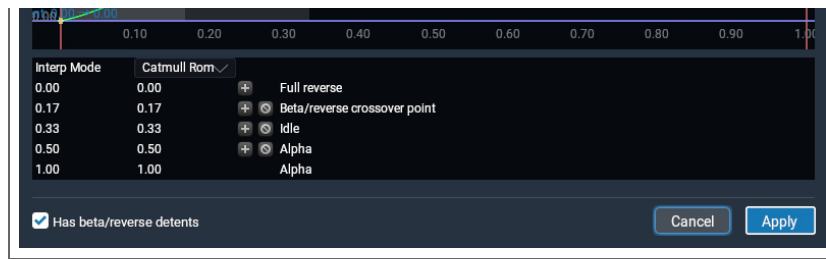 0.10 0.20 0.30 0.40 0.50 0.60 0.70 0.80 0.90 1.00
Interp Mode Catmull Rom
0.00 0.00 + Full reverse
0.17 0.17 + Beta/reverse crossover point
0.33 0.33 + Idle
0.50 0.50 + Alpha
1.00 1.00 Alpha
Has beta/reverse detents Cancel Apply